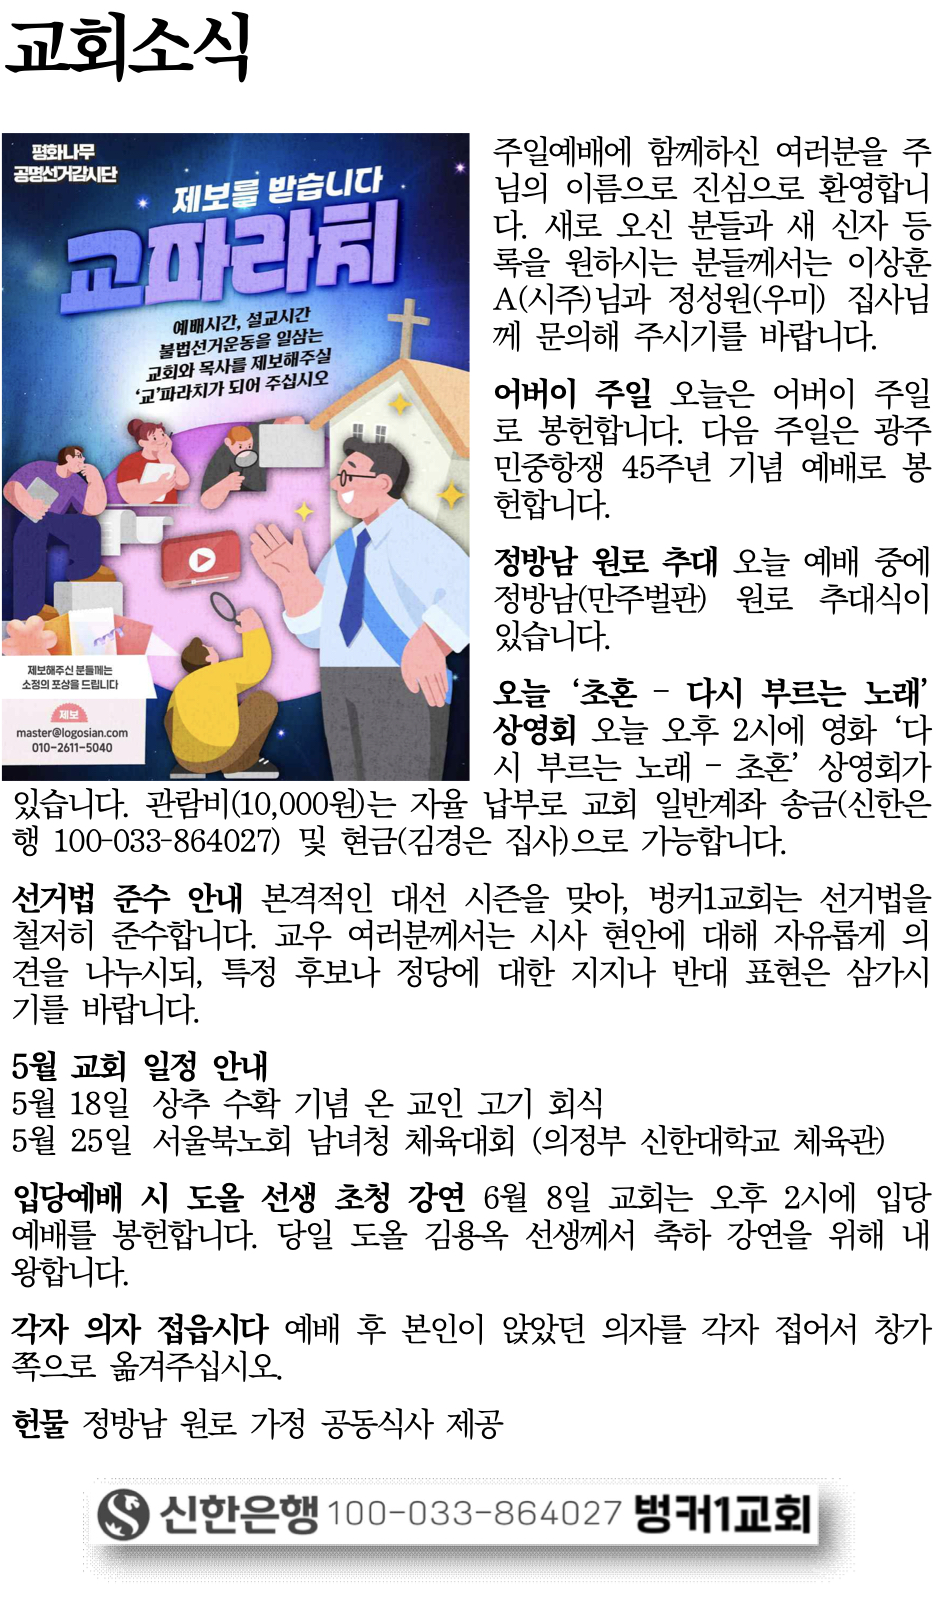 교회소식
평화나무
공명선거감시단
제보를 받습니다
교파라치
예배시간, 설교시간
불법선거운동을 일삼는
교회와 목사를 제보해주실
‘교’파라치가 되어 주십시오
제보해주신 분들께는
소정의 포상을 드립니다
제보
master@logosian.com
010-2611-5040
주일예배에 함께하신 여러분을 주
님의 이름으로 진심으로 환영합니
다. 새로 오신 분들과 새 신자 등
록을 원하시는 분들께서는 이상훈
A(시주)님과 정성원(우미) 집사님
께 문의해 주시기를 바랍니다.
어버이 주일 오늘은 어버이 주일
로 봉헌합니다. 다음 주일은 광주
민중항쟁 45주년 기념 예배로 봉
헌합니다.
정방남 원로 추대 오늘 예배 중에
정방남(만주벌판) 원로 추대식이
있습니다.
오늘 ‘초혼 - 다시 부르는 노래’
상영회 오늘 오후 2시에 영화 ‘다
시 부르는 노래 - 초혼’ 상영회가
있습니다. 관람비(10,000원)는 자율 납부로 교회 일반계좌 송금(신한은
행 100-033-864027) 및 현금(김경은 집사)으로 가능합니다.
선거법 준수 안내 본격적인 대선 시즌을 맞아, 벙커1교회는 선거법을
철저히 준수합니다. 교우 여러분께서는 시사 현안에 대해 자유롭게 의
견을 나누시되, 특정 후보나 정당에 대한 지지나 반대 표현은 삼가시
기를 바랍니다.
5월 교회 일정 안내
5월 18일 상추 수확 기념 온 교인 고기 회식
5월 25일 서울북노회 남녀청 체육대회 (의정부 신한대학교 체육관)
입당예배 시 도올 선생 초청 강연 6월 8일 교회는 오후 2시에 입당
예배를 봉헌합니다. 당일 도올 김용옥 선생께서 축하 강연을 위해 내
왕합니다.
각자 의자 접읍시다 예배 후 본인이 앉았던 의자를 각자 접어서 창가
쪽으로 옮겨주십시오.
헌물 정방남 원로 가정 공동식사 제공
신한은행 100-033-864027 벙커1교회